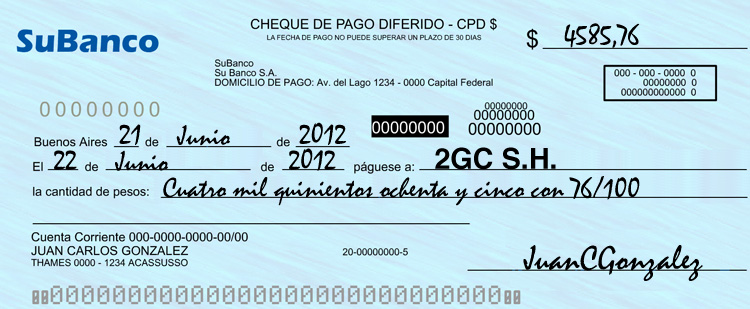 CHEQUE DE PAGO DIFERIDO - CPD $
LA FECHA DE PAGO NO PUEDE SUPERAR UN PLAZO DE 30 DIAS
$ 4585,76
SuBanco
SuBanco
Su Banco S.A.
DOMICILIO DE PAGO: Av. del Lago 1234 - 0000 Capital Federal
000 - 000 - 0000 0
00000000 0
000000000000 0
00000000
00000000
00000000
00000000
00000000
Buenos Aires 21 de Junio de 2012
El 22 de Junio de 2012 páguese a: 2GC S.H.
la cantidad de pesos: Cuatro mil quinientos ochenta y cinco con 76/100
Cuenta Corriente 000-0000-0000-00/00
JUAN CARLOS GONZALEZ
THAMES 0000 - 1234 ACASSUSSO
20-00000000-5
JuanCGonzalez